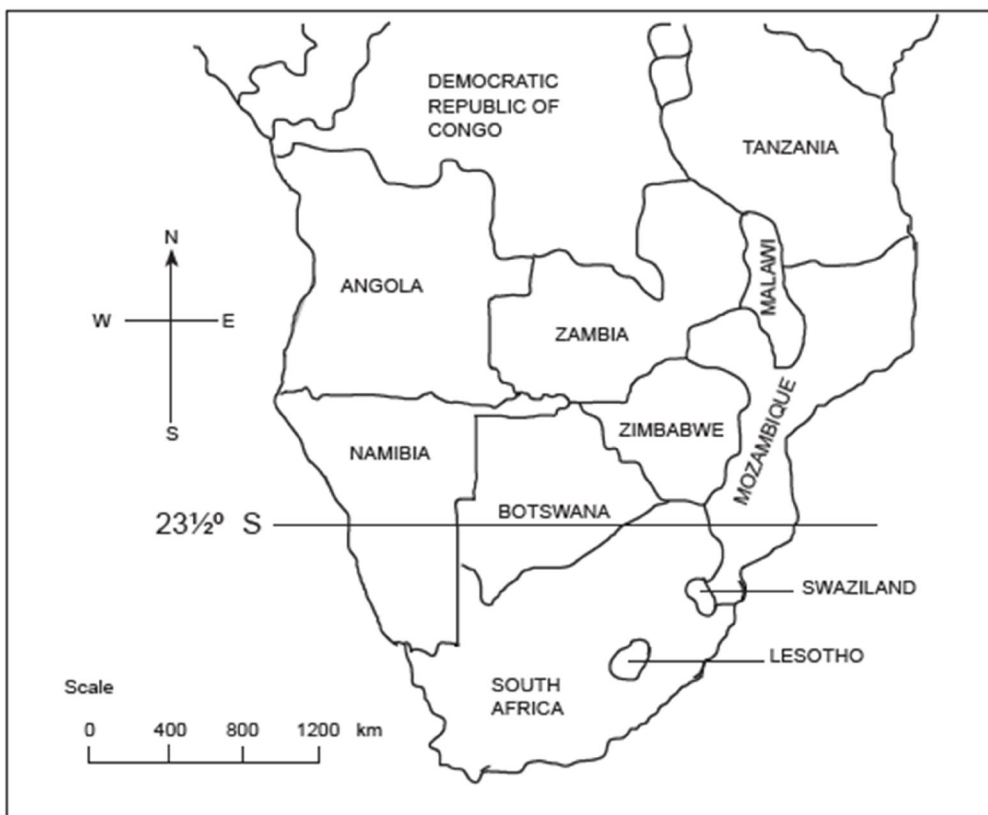 DEMOCRATIC
REPUBLIC OF
CONGO
TANZANIA
N
W
E
S
ANGOLA
MALAWI
ZAMBIA
MOZAMBIQUE
ZIMBABWE
NAMIBIA
BOTSWANA
23½º S
SWAZILAND
LESOTHO
SOUTH
AFRICA
Scale
0 400 800 1200 km